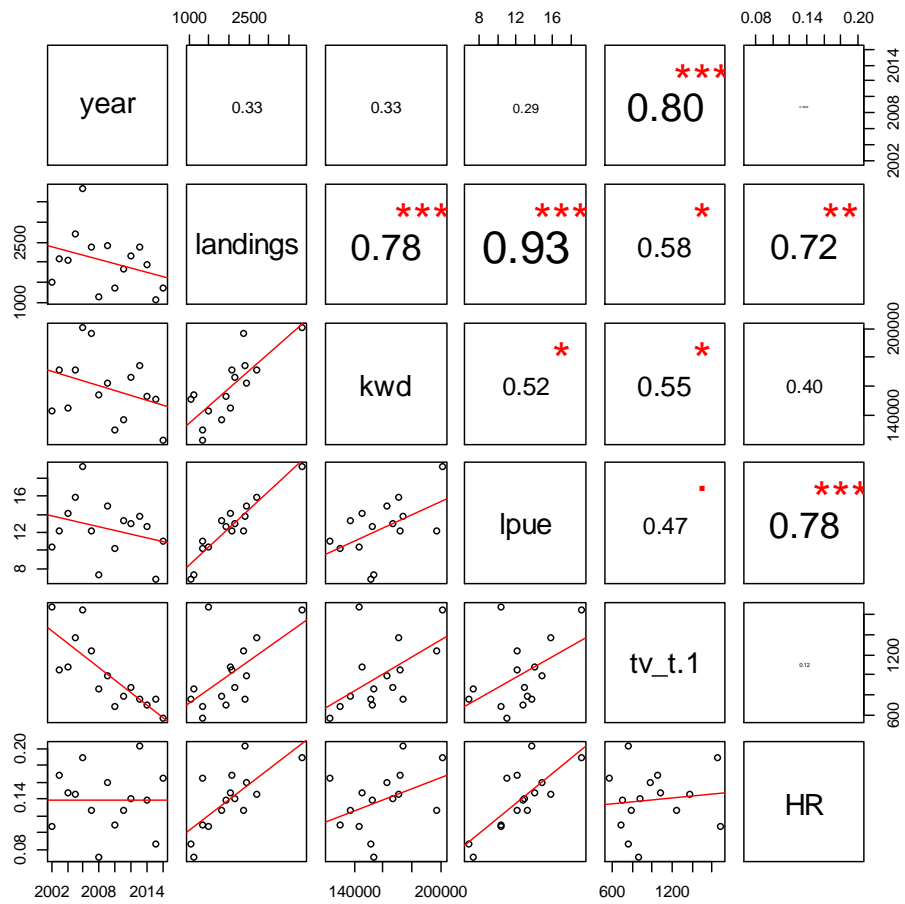 1000 2500 8 12 16 0.08 0.14 0.20
year 0.33 0.33 0.29 0.80 *** 2002 2008 2014
1000 2500 landings 0.78 *** 0.93 *** 0.58 * 0.72 **
kwd 0.52 * 0.55 * 0.40 140000 200000
8 12 16 lpue 0.47 . 0.78 ***
tv_t.1 0.12 600 1200
0.08 0.14 0.20 HR
2002 2008 2014 140000 200000 600 1200